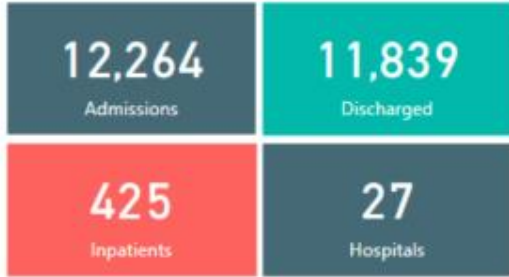 12,264
Admissions
11,839
Discharged
425
Inpatients
27
Hospitals